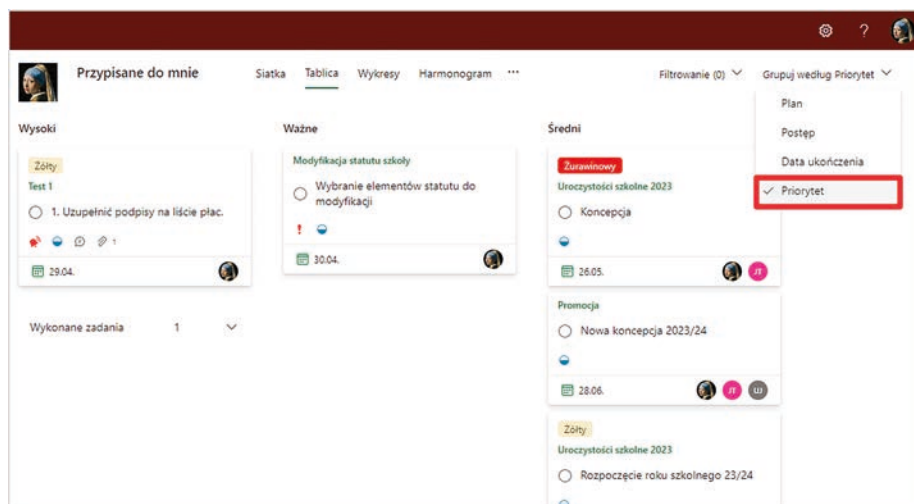 ?
Przypisane do mnie
Siatka Tablica Wykresy Harmonogram ...
Filtrowanie (0) Grupuj według Priorytet
Plan
Postęp
Data ukończenia
Priorytet
Wysoki
Żółty
Test 1
1. Uzupełnić podpisy na liście płac.
1
29.04.
Wykonane zadania 1
Ważne
Modyfikacja statutu szkoły
Wybranie elementów statutu do
modyfikacji
30.04.
Średni
Żurawinowy
Uroczystości szkolne 2023
Koncepcja
26.05.
JT
Promocja
Nowa koncepcja 2023/24
28.06.
JT
Żółty
Uroczystości szkolne 2023
Rozpoczęcie roku szkolnego 23/24